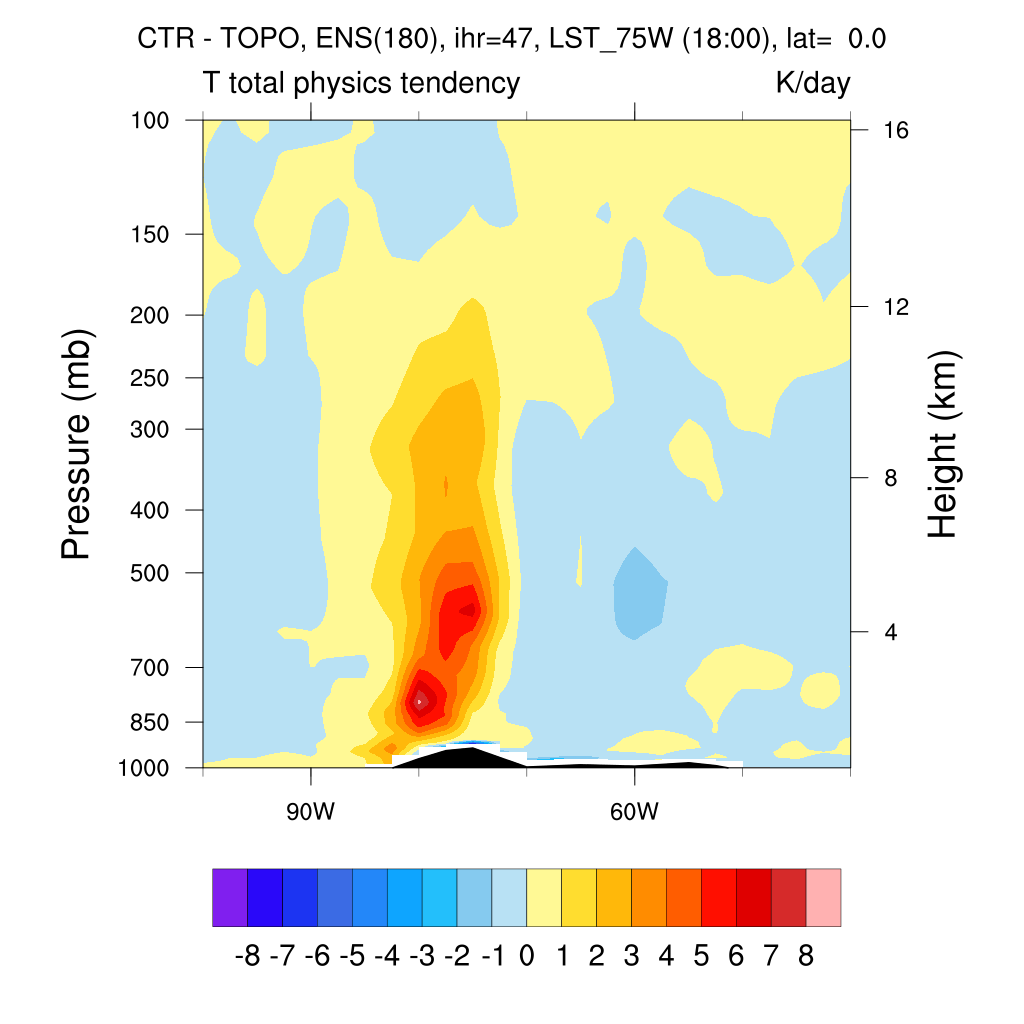 CTR - TOPO, ENS(180), ihr=47, LST_75W (18:00), lat=  0.0
T total physics tendency K/day
100
150
200
250
300
400
500
700
850
1000
Pressure (mb)
16
12
8
4
Height (km)
90W 60W
-8 -7 -6 -5 -4 -3 -2 -1 0 1 2 3 4 5 6 7 8